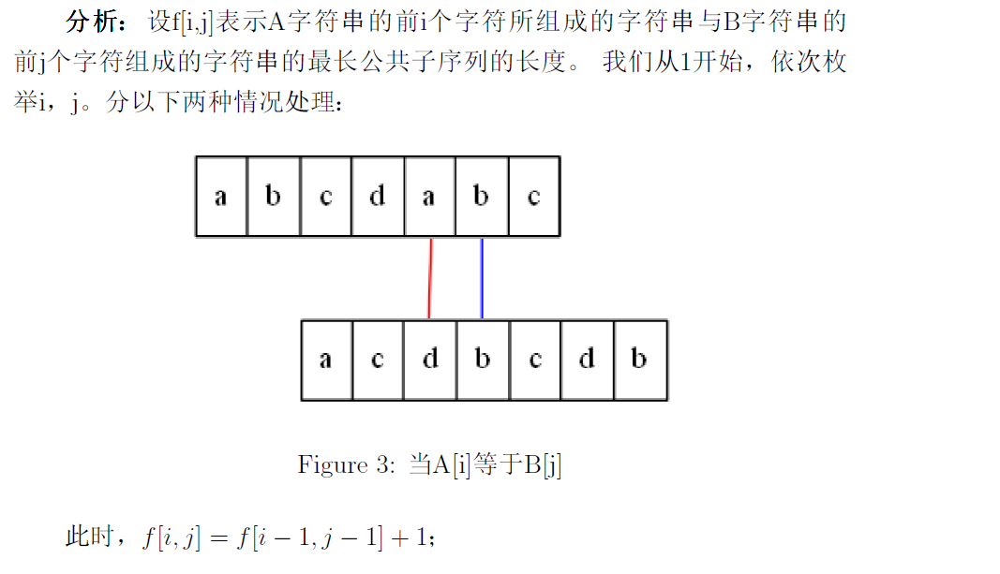 分析： 设f[i,j]表示A字符串的前i个字符所组成的字符串与B字符串的
前j个字符组成的字符串的最长公共子序列的长度。 我们从1开始，依次枚
举i，j。分以下两种情况处理：
a b c d a b c
a c d b c d b
Figure 3: 当A[i]等于B[j]
此时，f[i, j] = f[i − 1, j − 1] + 1；